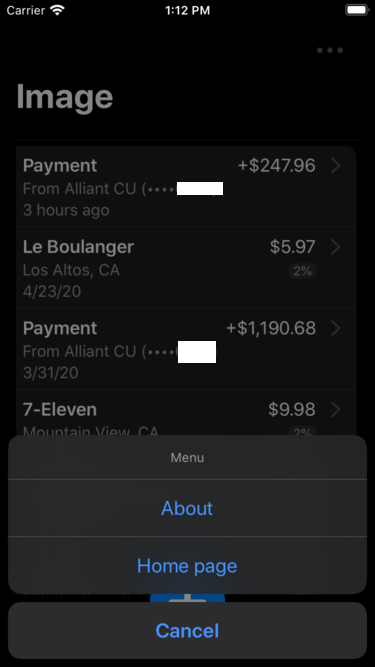 Carrier 1:12 PM
Image
Payment +$247.96
From Alliant CU (••••
3 hours ago
Le Boulanger $5.97
Los Altos, CA 2%
4/23/20
Payment +$1,190.68
From Alliant CU (••••
3/31/20
7-Eleven $9.98
Mountain View, CA 2%
Menu
About
Home page
Cancel